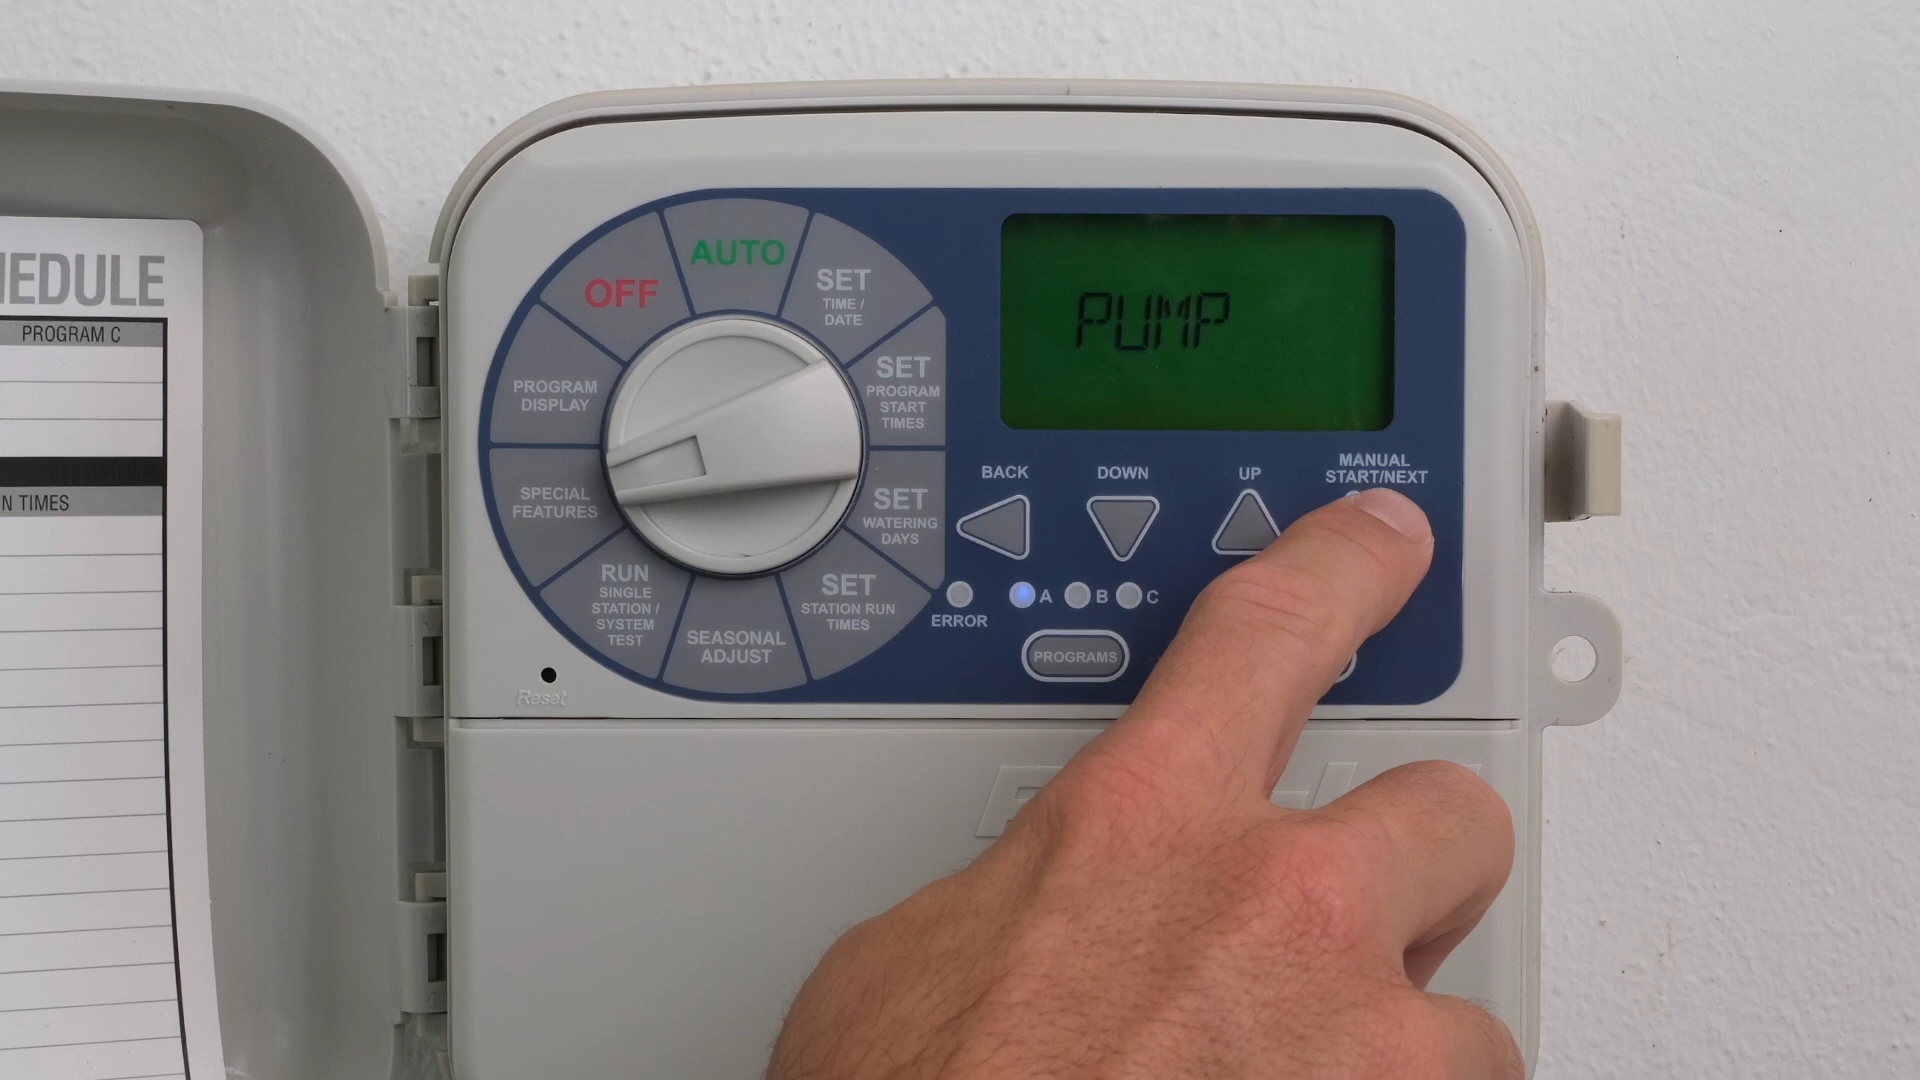 HEDULE
PROGRAM C
N TIMES
OFF
AUTO
SET
TIME /
DATE
SET
PROGRAM
START
TIMES
SET
WATERING
DAYS
SET
STATION RUN
TIMES
SEASONAL
ADJUST
RUN
SINGLE
STATION /
SYSTEM
TEST
SPECIAL
FEATURES
PROGRAM
DISPLAY
Reset
PUMP
BACK
DOWN
UP
MANUAL
START/NEXT
ERROR
A
B
C
PROGRAMS